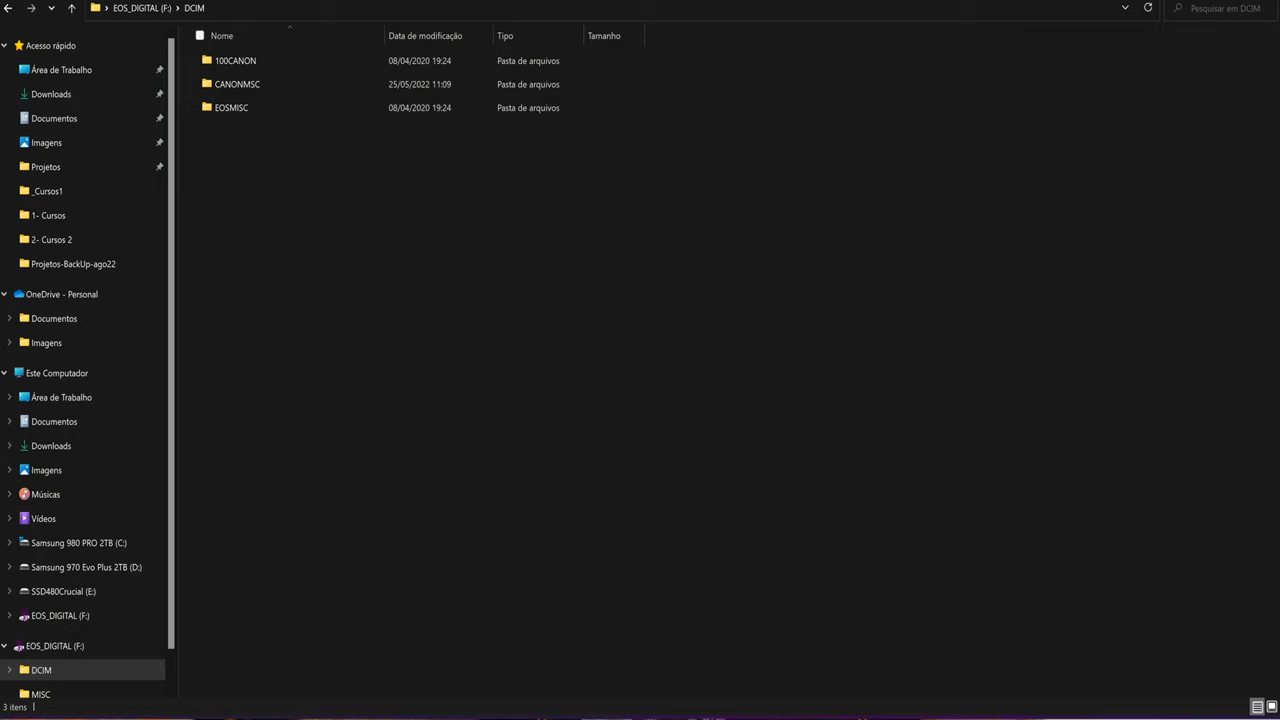 EOS_DIGITAL (F:) DCIM
Pesquisar em DCIM
Nome Data de modificação Tipo Tamanho
100CANON 08/04/2020 19:24 Pasta de arquivos
CANONMSC 25/05/2022 11:09 Pasta de arquivos
EOSMISC 08/04/2020 19:24 Pasta de arquivos
Acesso rápido
Área de Trabalho
Downloads
Documentos
Imagens
Projetos
_Cursos1
1- Cursos
2- Cursos 2
Projetos-BackUp-ago22
OneDrive - Personal
Documentos
Imagens
Este Computador
Área de Trabalho
Documentos
Downloads
Imagens
Músicas
Vídeos
Samsung 980 PRO 2TB (C:)
Samsung 970 Evo Plus 2TB (D:)
SSD480Crucial (E:)
EOS_DIGITAL (F:)
EOS_DIGITAL (F:)
DCIM
MISC
3 itens